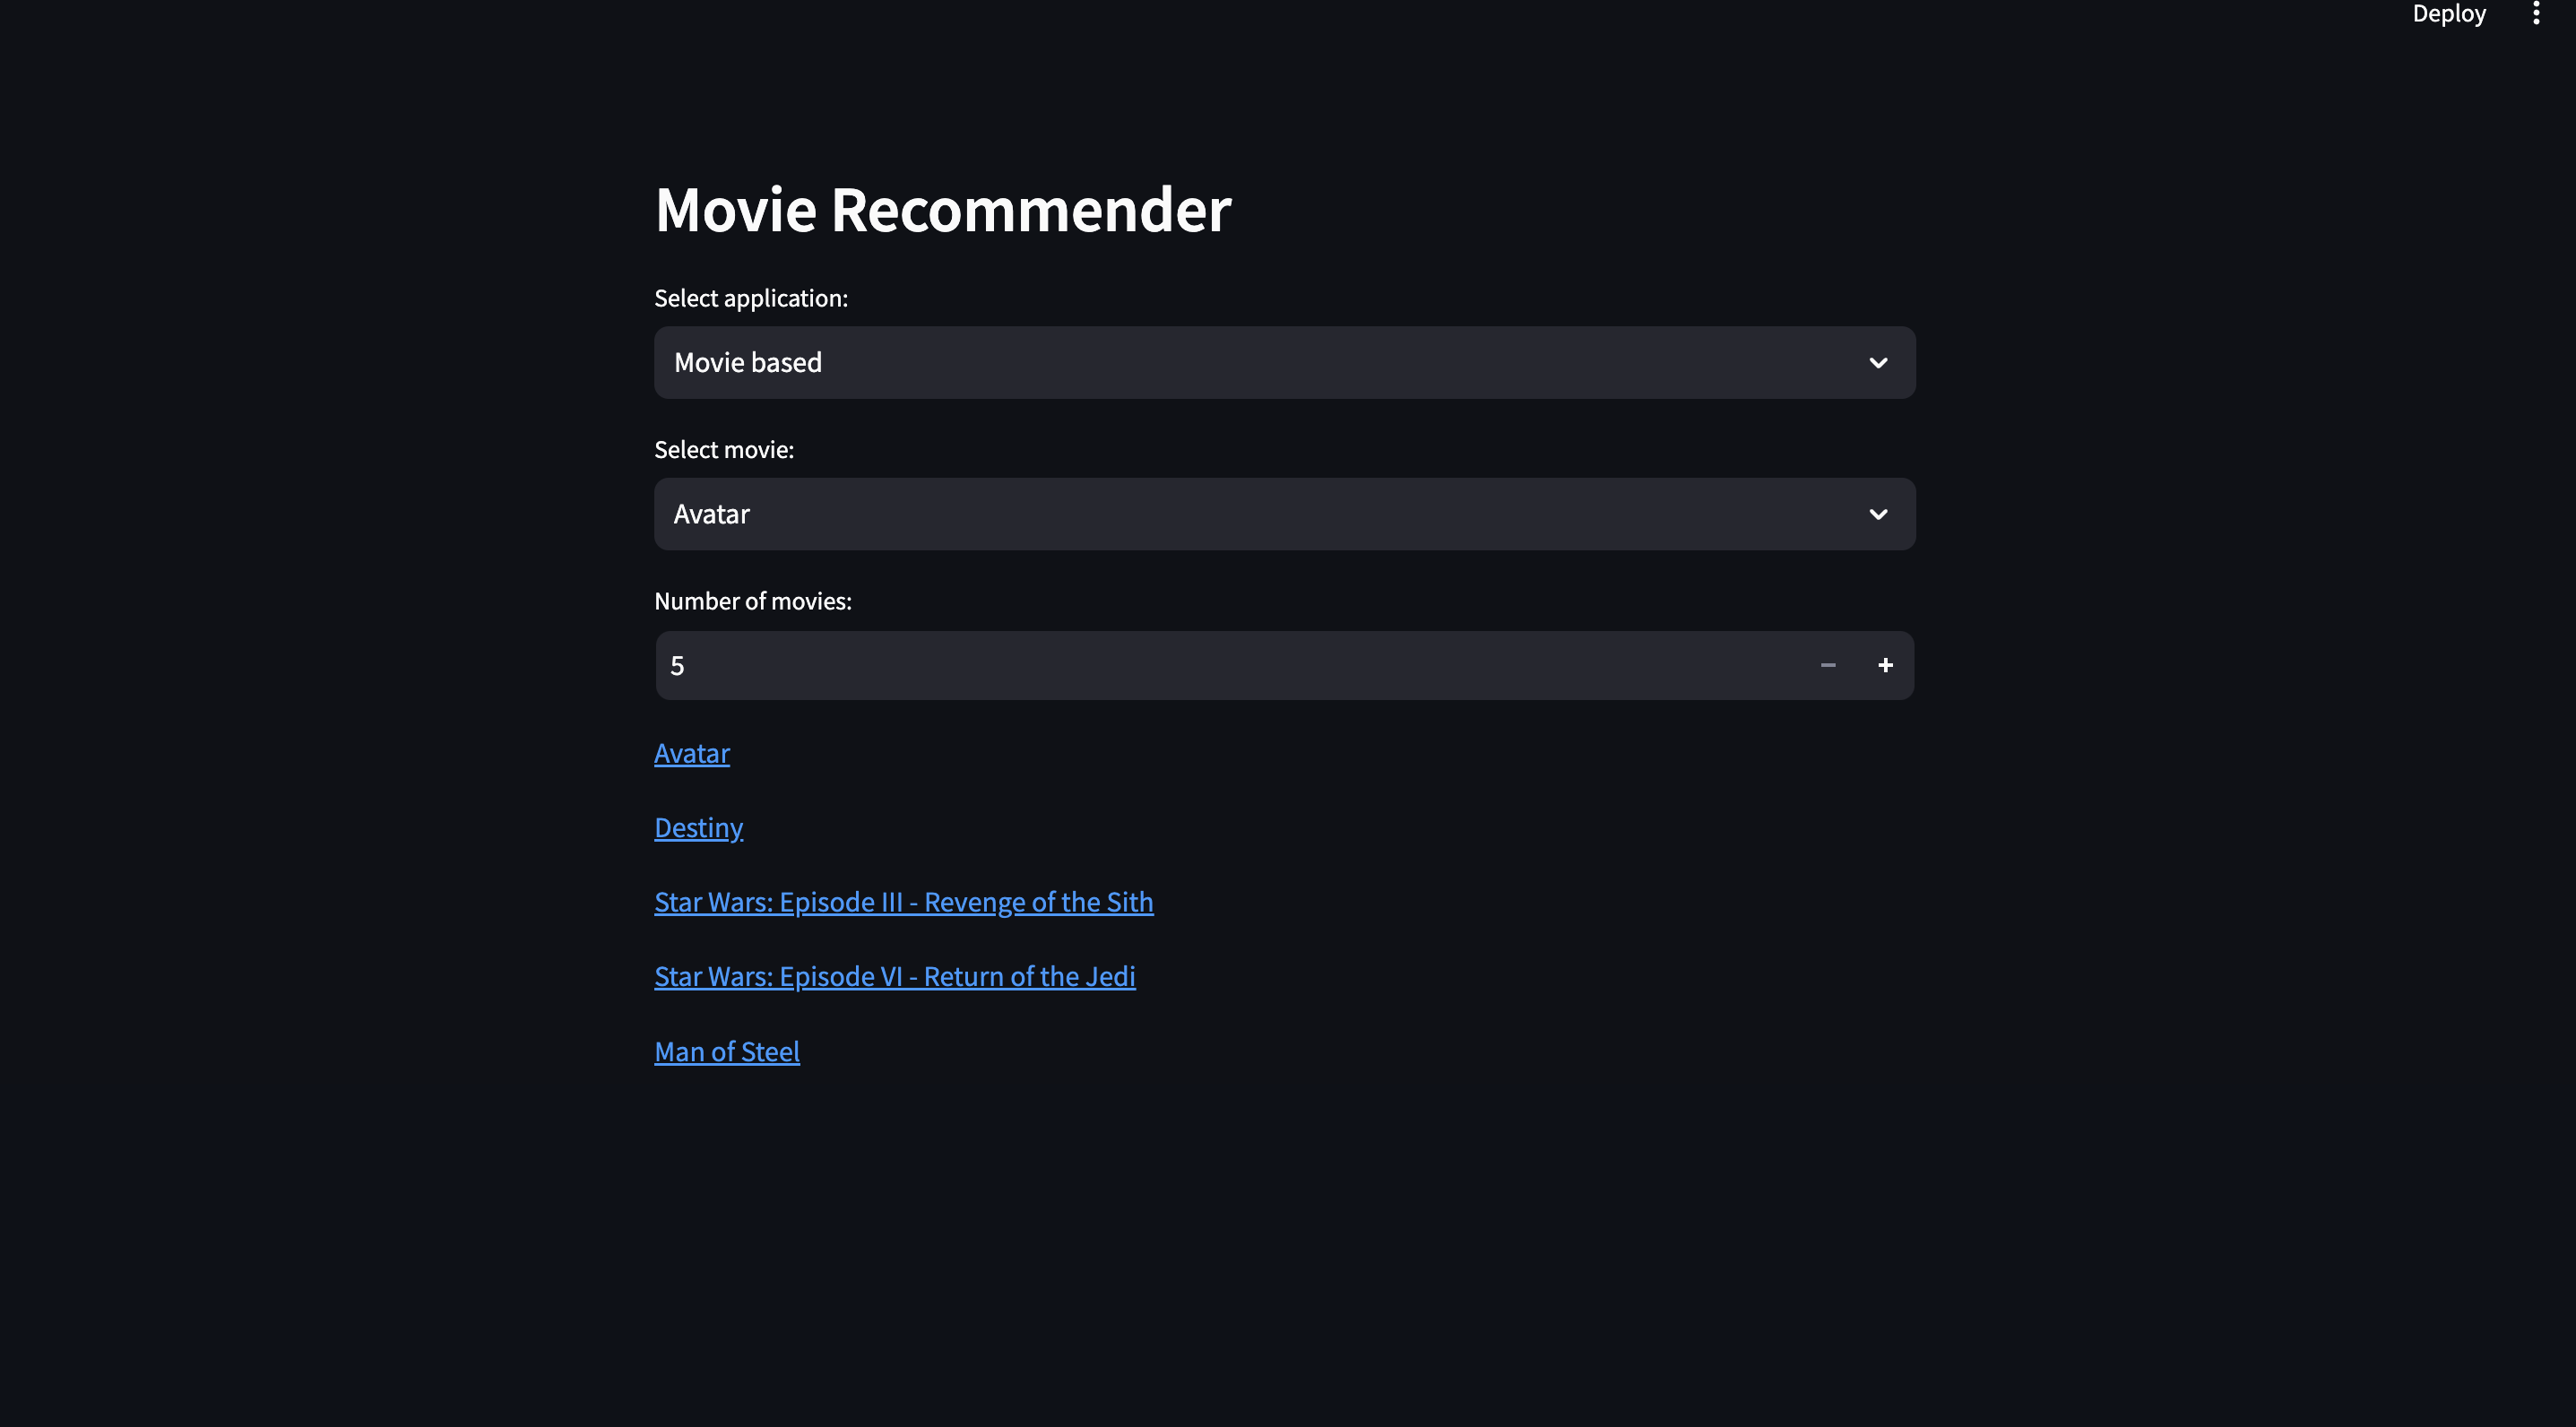 Deploy
Movie Recommender
Select application:
Movie based
Select movie:
Avatar
Number of movies:
5
Avatar
Destiny
Star Wars: Episode III - Revenge of the Sith
Star Wars: Episode VI - Return of the Jedi
Man of Steel